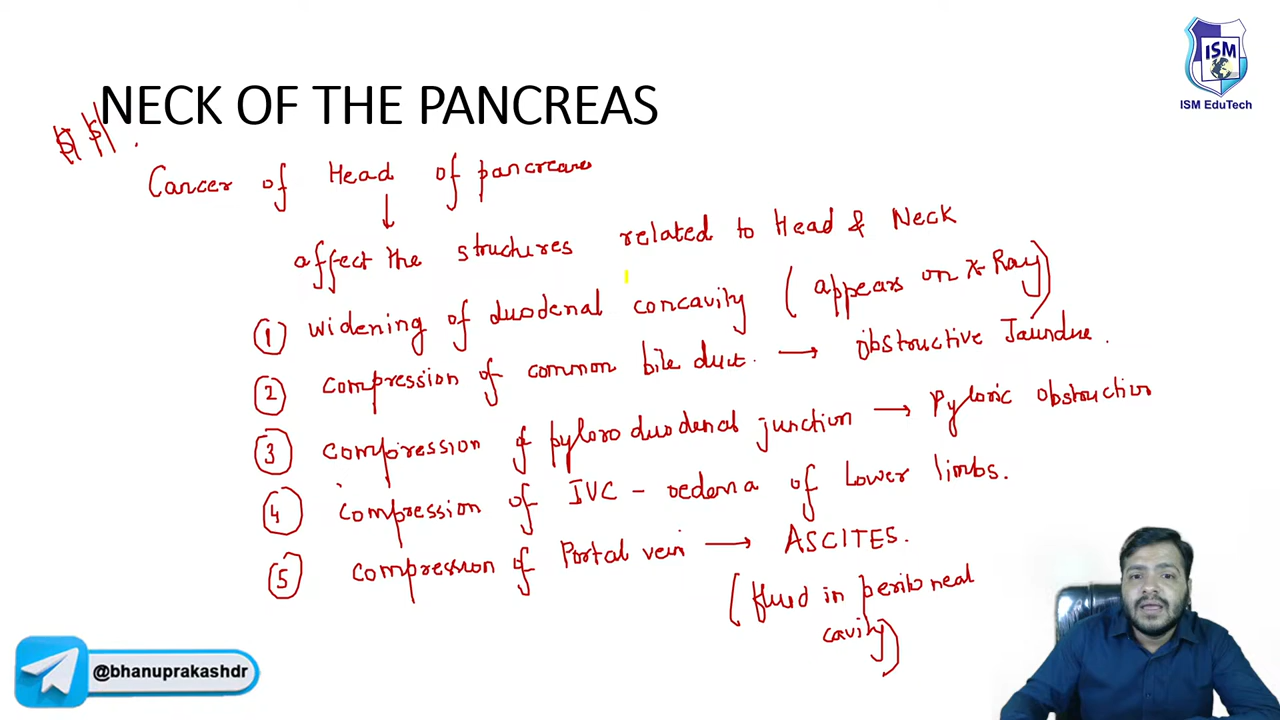 ISM
ISM EduTech
NECK OF THE PANCREAS
Cancer of Head of pancreas
affect the structures related to Head & Neck
1 widening of duodenal concavity (appears on X-Ray)
2 compression of common bile duct. → obstructive Jaundice.
3 compression of pyloroduodenal junction → Pyloric obstruction
4 compression of IVC - oedema of Lower limbs.
5 compression of Portal vein → ASCITES.
(fluid in peritoneal
cavity)
@bhanuprakashdr